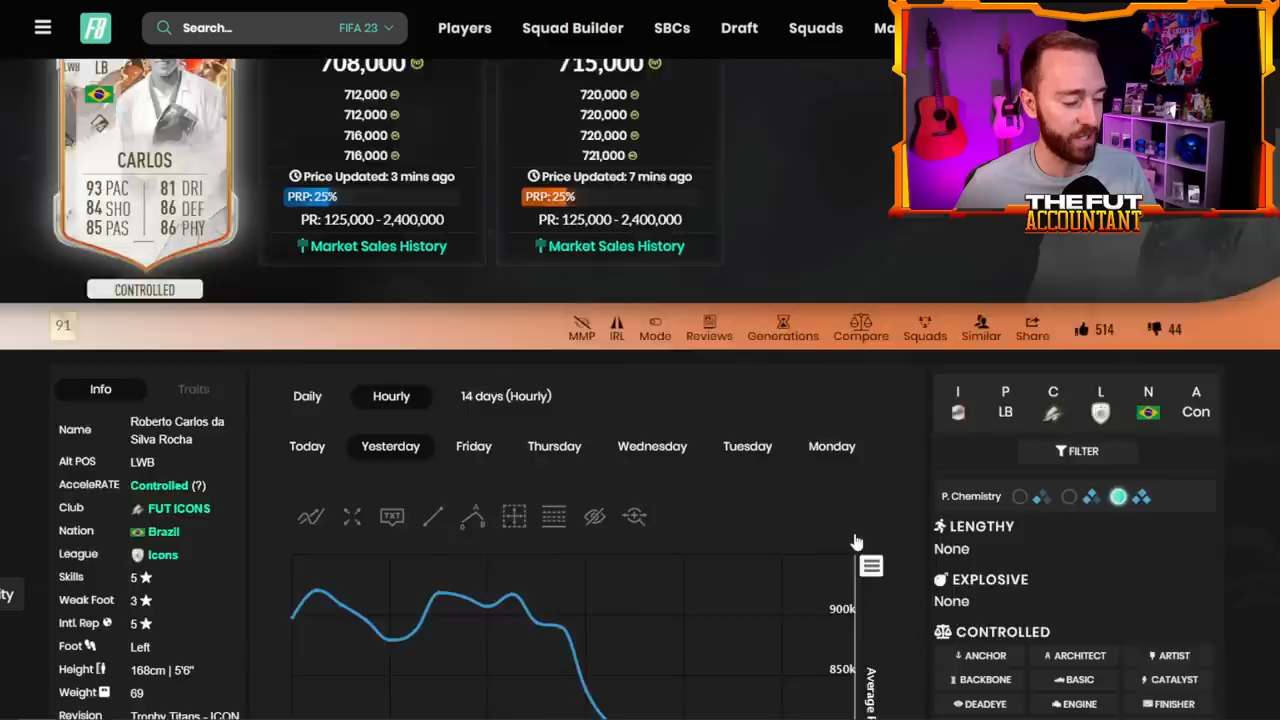 F8
Search...
FIFA 23
Players
Squad Builder
SBCs
Draft
Squads
Ma
LWB
LB
708,000
715,000
712,000
720,000
712,000
720,000
716,000
720,000
716,000
721,000
CARLOS
93 PAC
81 DRI
84 SHO
86 DEF
85 PAS
86 PHY
CONTROLLED
Price Updated: 3 mins ago
Price Updated: 7 mins ago
PRP: 25%
PRP: 25%
PR: 125,000 - 2,400,000
PR: 125,000 - 2,400,000
Market Sales History
Market Sales History
THE FUT
ACCOUNTANT
91
MMP
IRL
Mode
Reviews
Generations
Compare
Squads
Similar
Share
514
44
Info
Traits
Name
Roberto Carlos da
Silva Rocha
Alt POS
LWB
AcceleRATE
Controlled (?)
Club
FUT ICONS
Nation
Brazil
League
Icons
Skills
5
Weak Foot
3
Intl. Rep
5
Foot
Left
Height
168cm | 5'6"
Weight
69
Revision
Trophy Titans - ICON
ty
Daily
Hourly
14 days (Hourly)
Today
Yesterday
Friday
Thursday
Wednesday
Tuesday
Monday
TXT
900k
850k
I
P
C
L
N
A
LB
Con
FILTER
P. Chemistry
LENGTHY
None
EXPLOSIVE
None
CONTROLLED
ANCHOR
ARCHITECT
ARTIST
BACKBONE
BASIC
CATALYST
DEADEYE
ENGINE
FINISHER